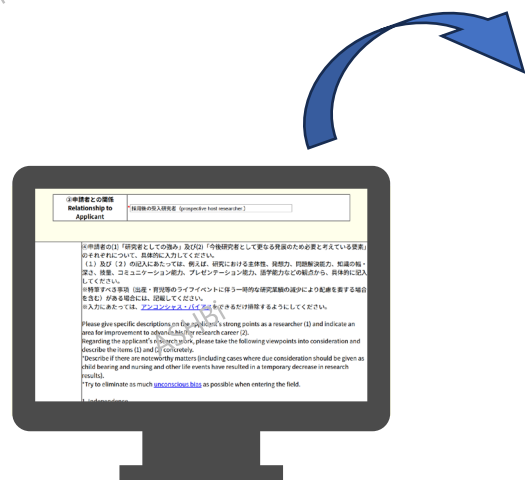 ③申請者との関係
Relationship to
Applicant
*採用後の受入研究者 (prospective host researcher.)
④申請者の(1)「研究者としての強み」及び(2)「今後研究者として更なる発展のため必要と考えている要素」
のそれぞれについて、具体的に入力してください。
(1)及び(2)の記入にあたっては、例えば、研究における主体性、発想力、問題解決能力、知識の幅・
深さ、技量、コミュニケーション能力、プレゼンテーション能力、語学能力などの観点から、具体的に記入
してください。
※特筆すべき事項(出産・育児等のライフイベントに伴う一時的な研究業績の減少により配慮を要する場合
を含む)がある場合には、記載してください。
※入力にあたっては、アンコンシャス・バイアスをできるだけ排除するようにしてください。
Please give specific descriptions on the applicant's strong points as a researcher (1) and indicate an
area for improvement to advance his/her research career (2).
Regarding the applicant's research work, please take the following viewpoints into consideration and
describe the items (1) and (2) concretely.
*Describe if there are noteworthy matters (including cases where due consideration should be given as
child bearing and nursing and other life events have resulted in a temporary decrease in research
results).
*Try to eliminate as much unconscious bias as possible when entering the field.
1. Independence